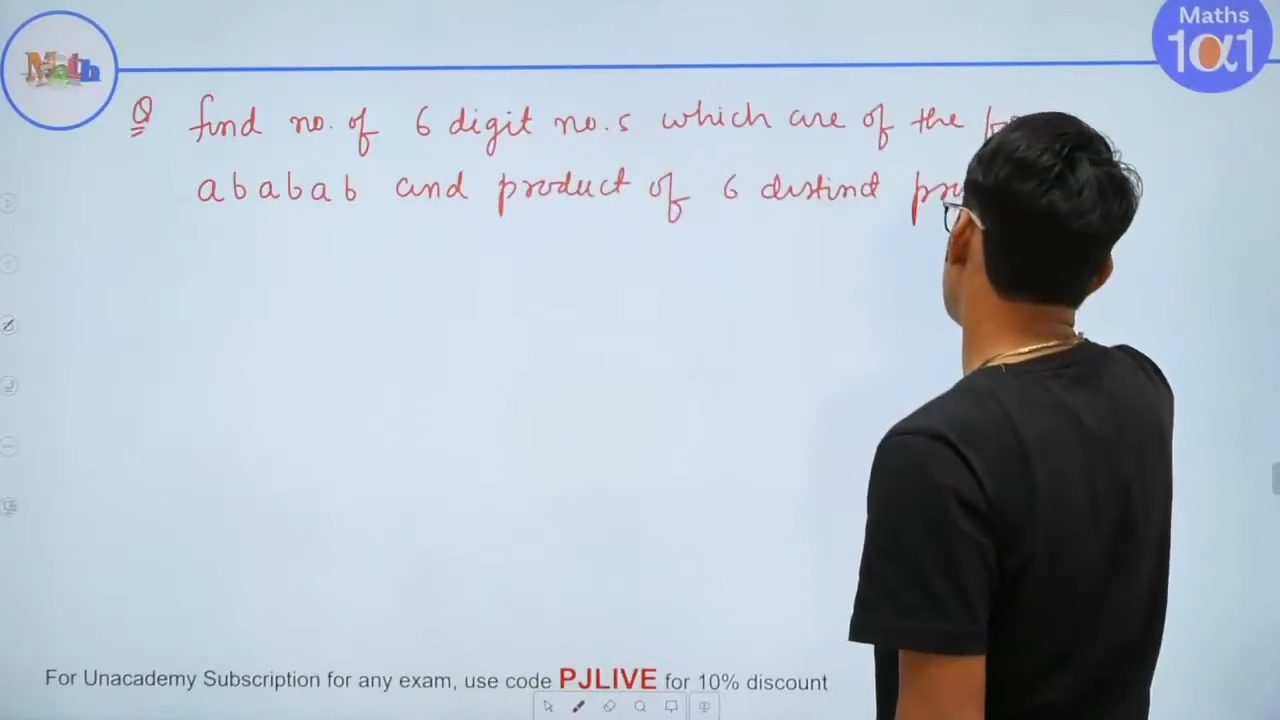 Math
Maths
1α1
Q find no. of 6 digit no.s which are of the
ababab and product of 6 distinct
For Unacademy Subscription for any exam, use code PJLIVE for 10% discount